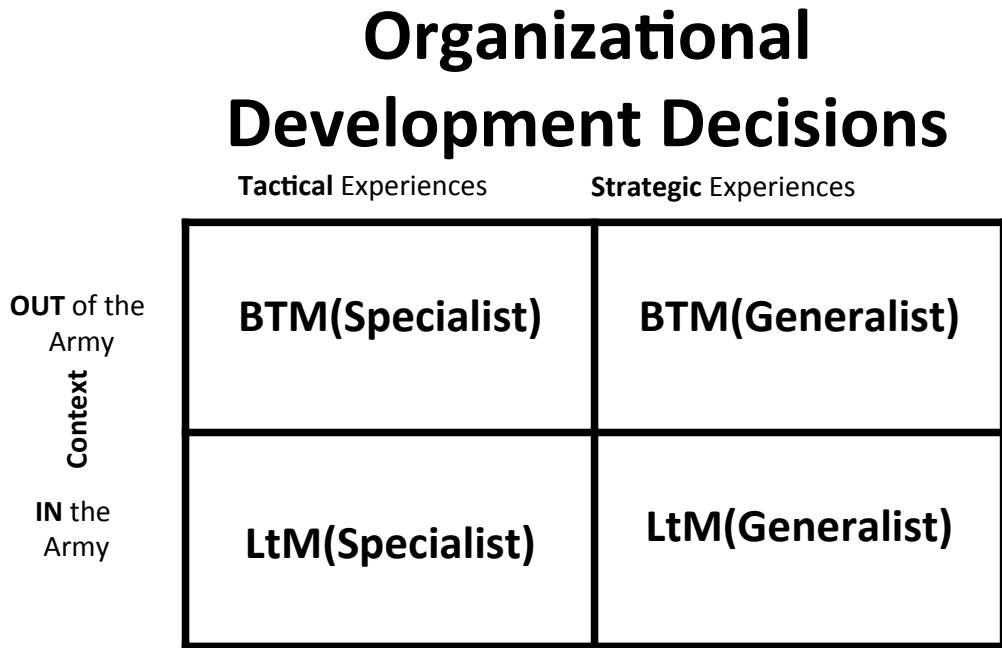 Organizational
Development Decisions
Tactical Experiences
Strategic Experiences
OUT of the
Army
BTM(Specialist)
BTM(Generalist)
Context
IN the
Army
LtM(Specialist)
LtM(Generalist)